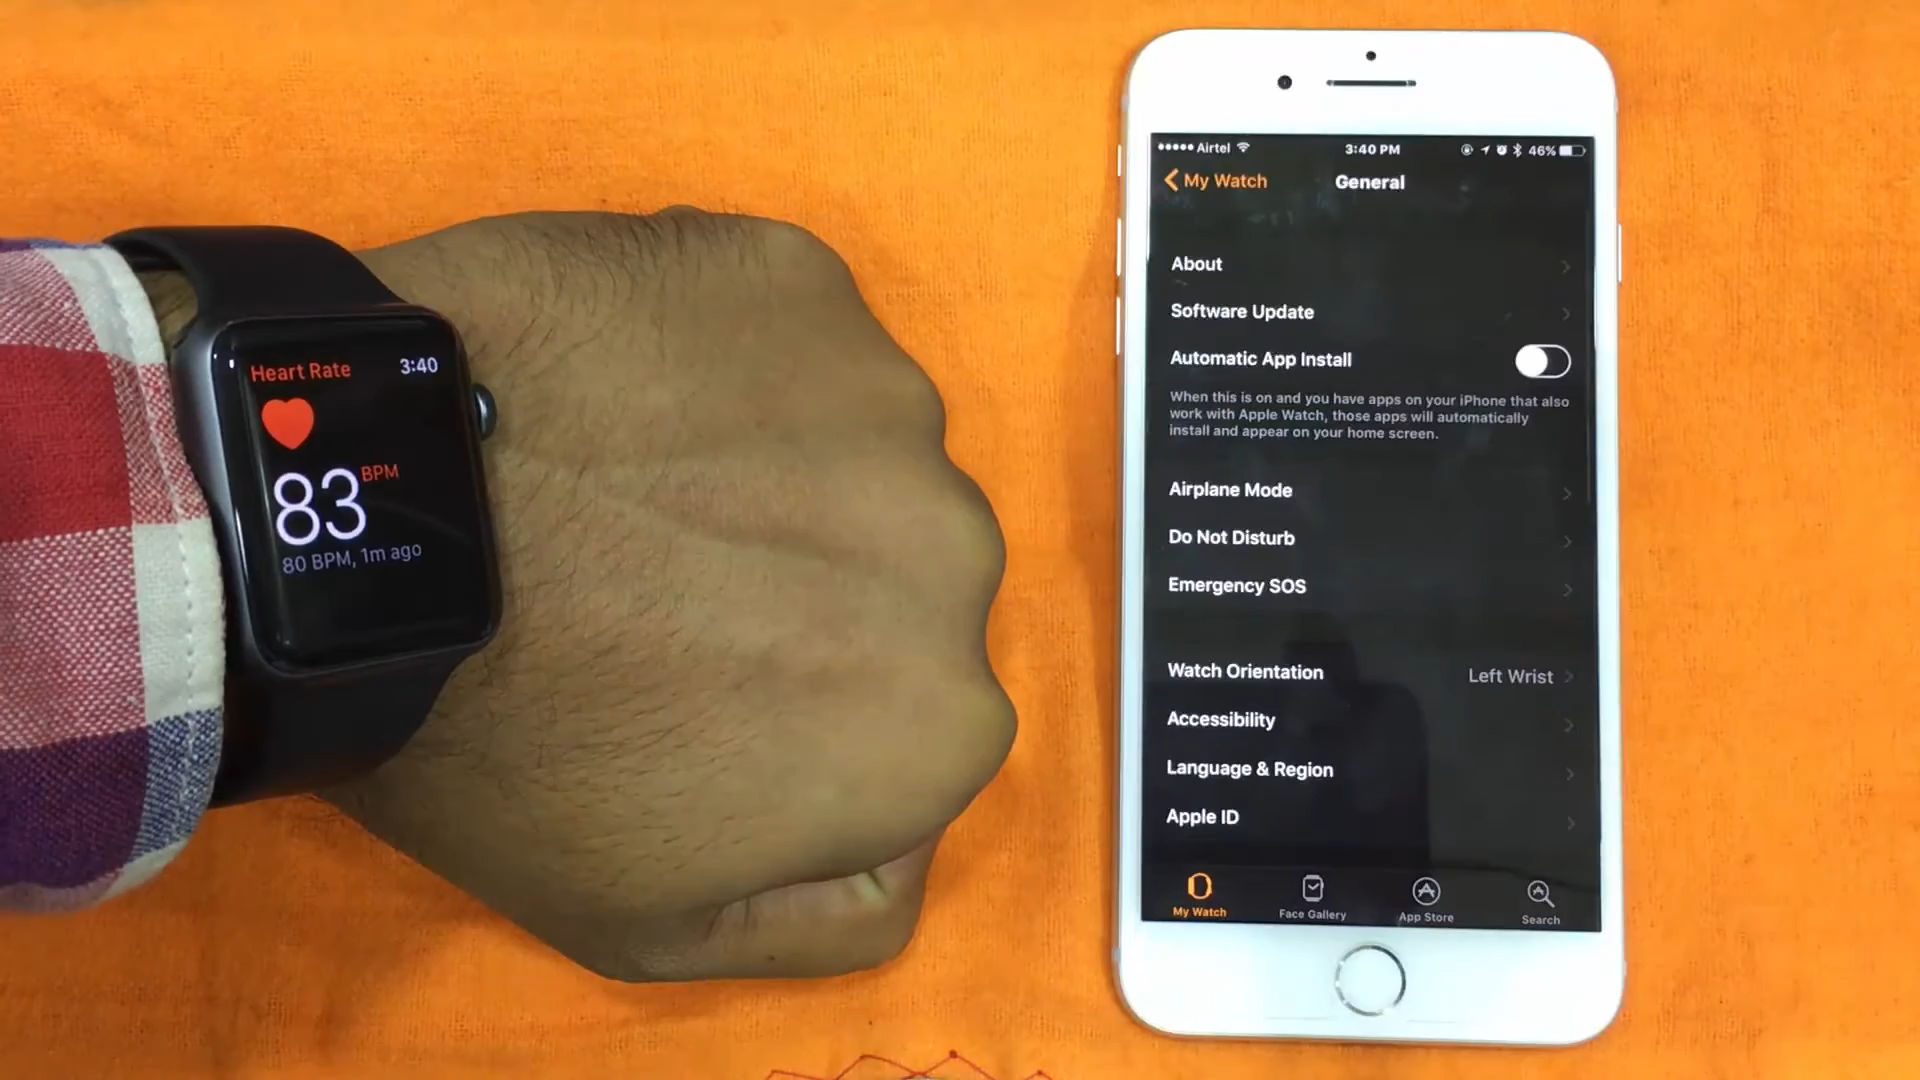 Heart Rate 3:40
83 BPM
80 BPM, 1m ago
Airtel 3:40 PM 46%
My Watch General
About
Software Update
Automatic App Install
When this is on and you have apps on your iPhone that also
work with Apple Watch, those apps will automatically
install and appear on your home screen.
Airplane Mode
Do Not Disturb
Emergency SOS
Watch Orientation Left Wrist
Accessibility
Language & Region
Apple ID
My Watch Face Gallery App Store Search